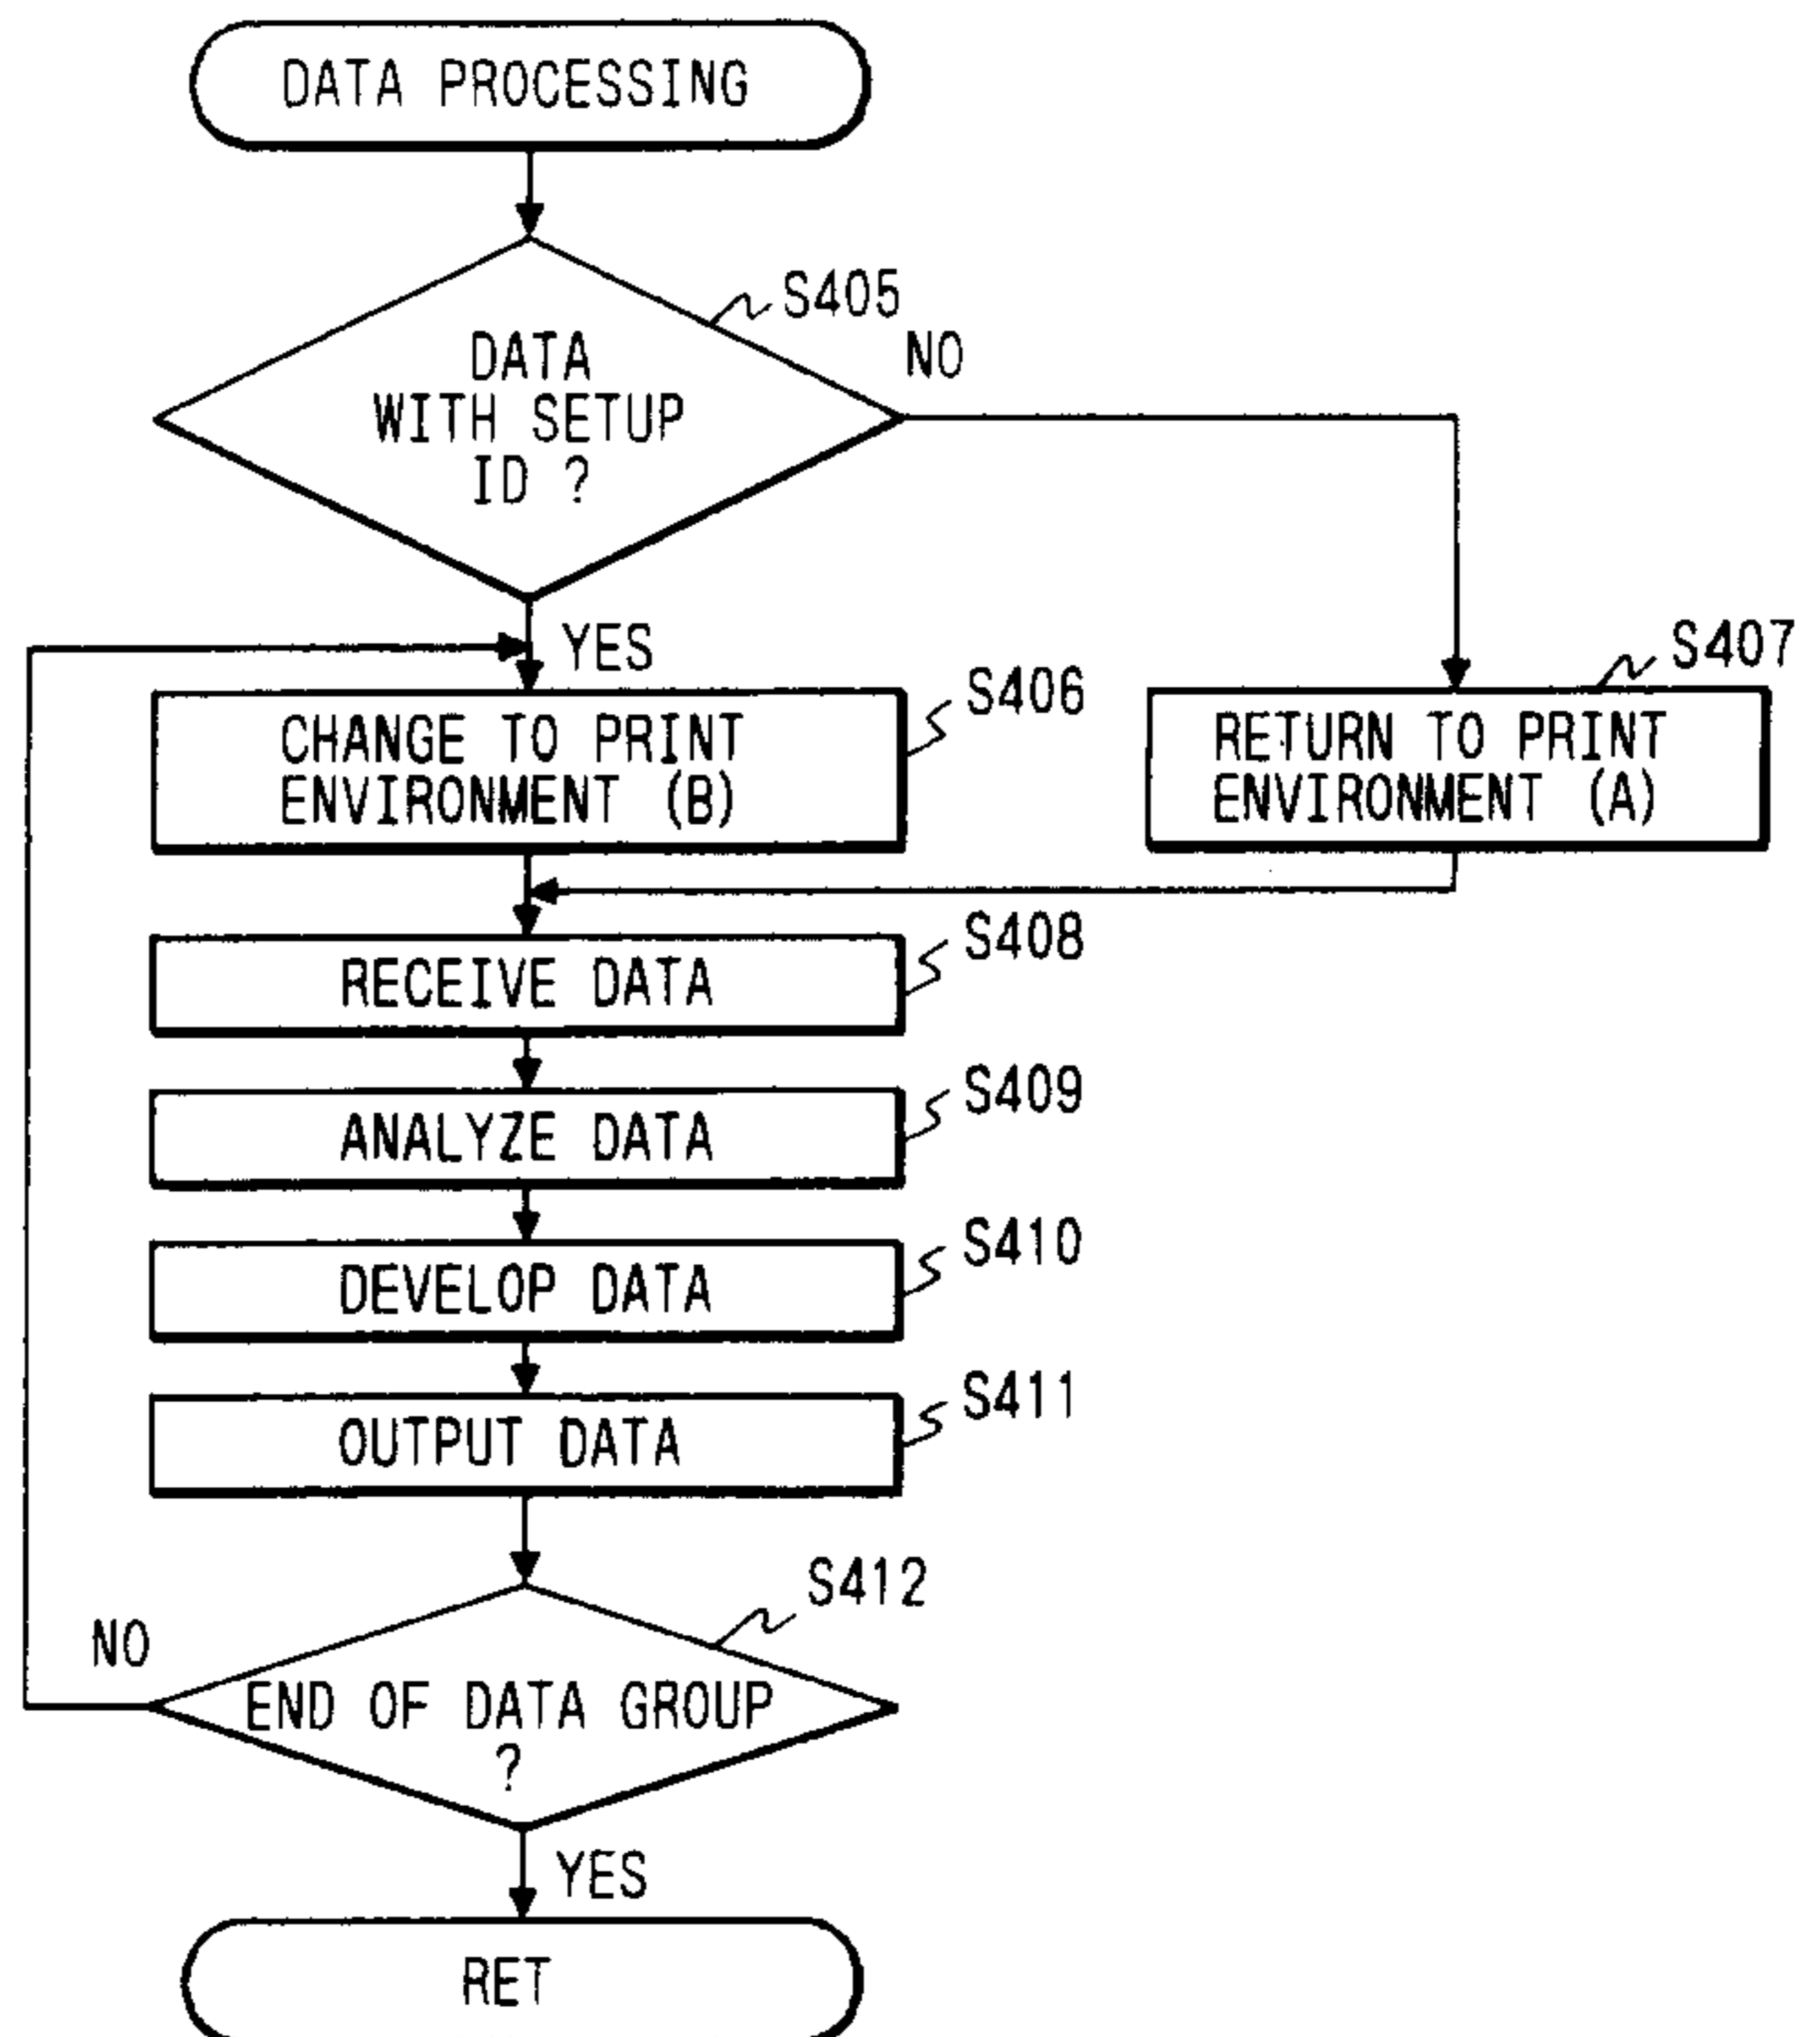 DATA PROCESSING
S405
DATA
WITH SETUP
ID ?
NO
YES
S406
CHANGE TO PRINT
ENVIRONMENT (B)
S407
RETURN TO PRINT
ENVIRONMENT (A)
S408
RECEIVE DATA
S409
ANALYZE DATA
S410
DEVELOP DATA
S411
OUTPUT DATA
S412
NO
END OF DATA GROUP
?
YES
RET